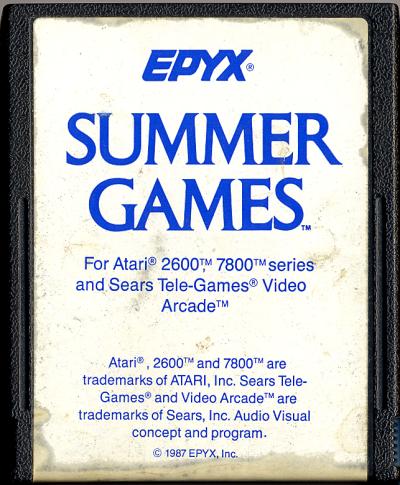 EPYX®
SUMMER
GAMES™
For Atari® 2600™, 7800™ series
and Sears Tele-Games® Video
Arcade™
Atari®, 2600™ and 7800™ are
trademarks of ATARI, Inc. Sears Tele-
Games® and Video Arcade™ are
trademarks of Sears, Inc. Audio Visual
concept and program.
© 1987 EPYX, Inc.